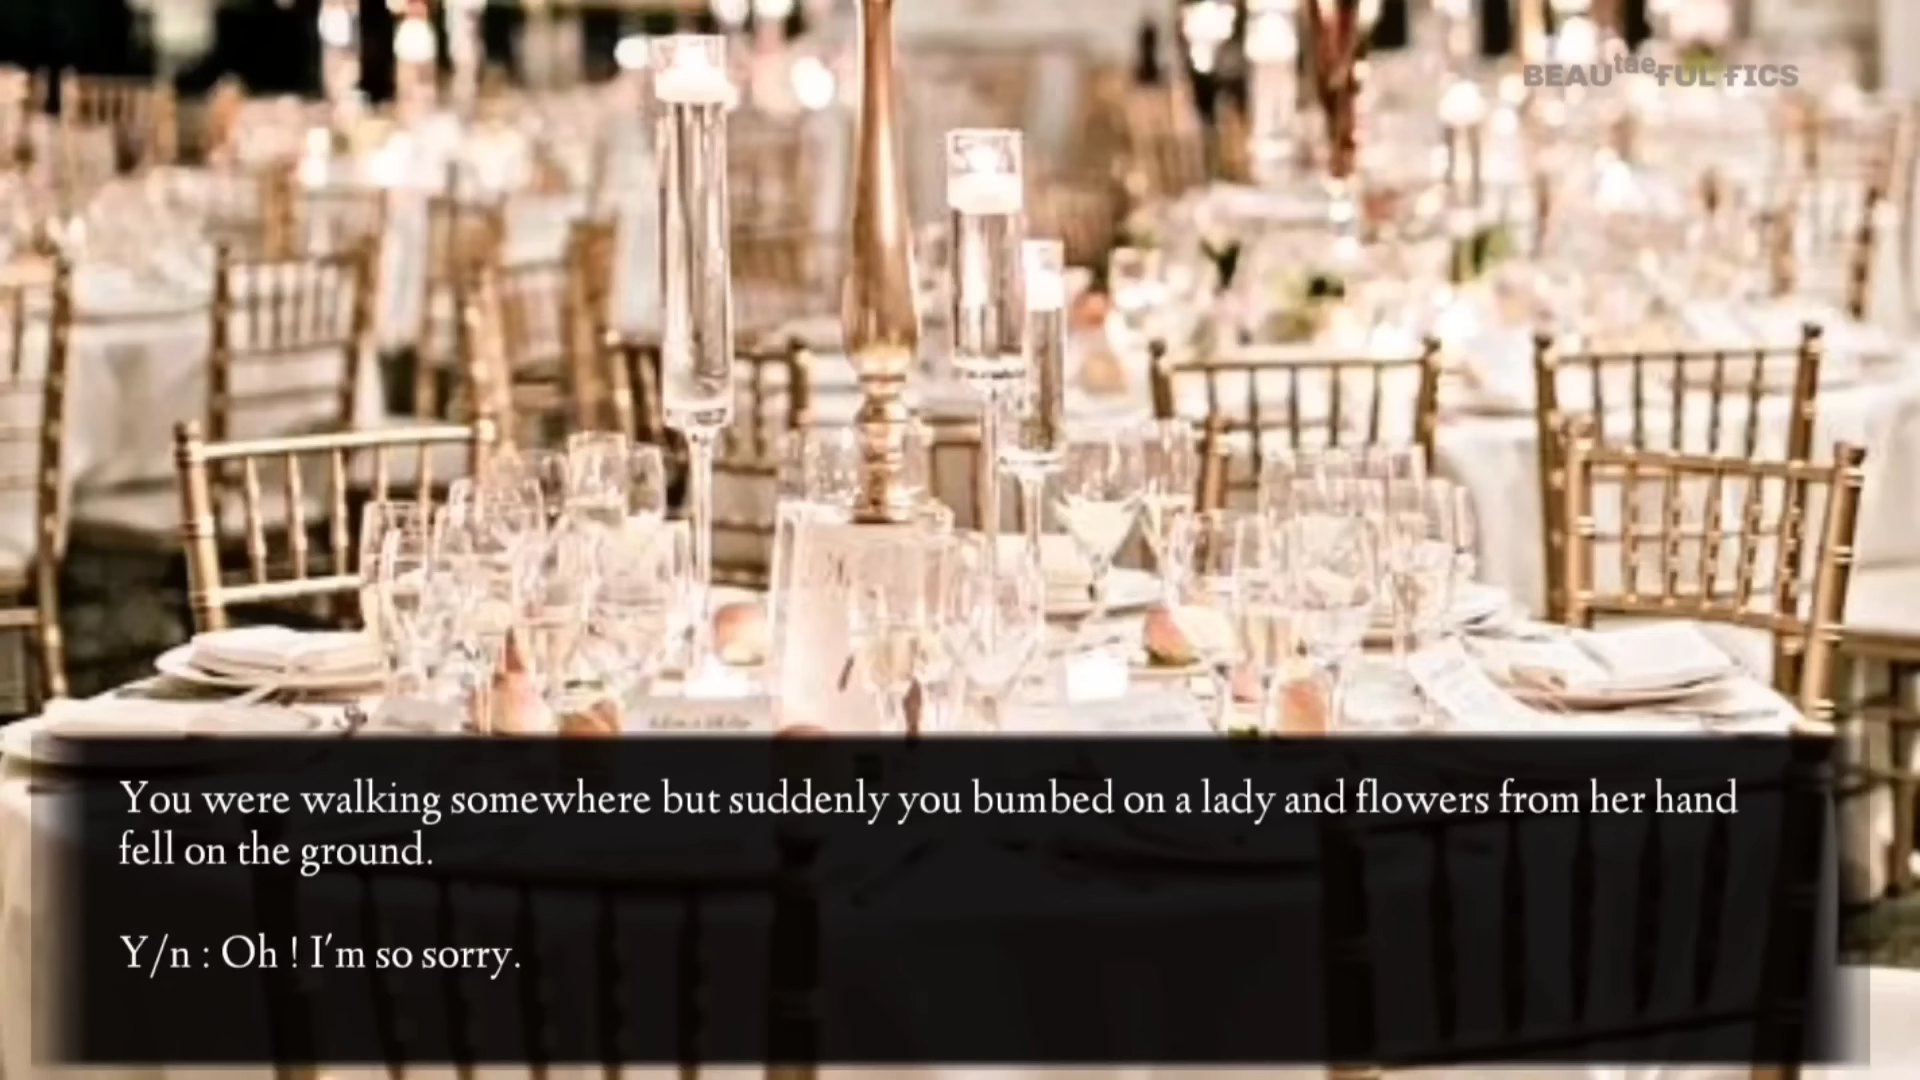 BEAUtaeFUL FICS
You were walking somewhere but suddenly you bumbed on a lady and flowers from her hand
fell on the ground.
Y/n : Oh ! I'm so sorry.